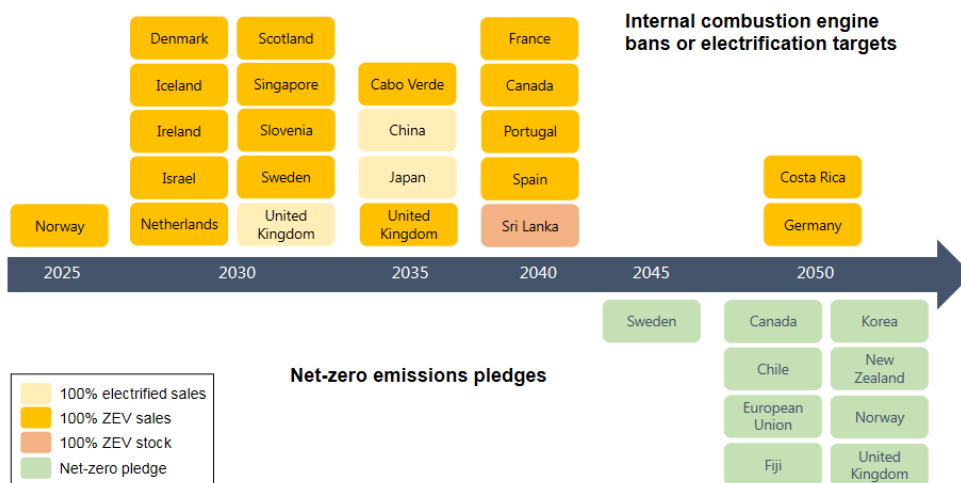 Internal combustion engine
bans or electrification targets
Denmark
Scotland
France
Iceland
Singapore
Cabo Verde
Canada
Ireland
Slovenia
China
Portugal
Israel
Sweden
Japan
Spain
Costa Rica
Norway
Netherlands
United
Kingdom
United
Kingdom
Sri Lanka
Germany
2025
2030
2035
2040
2045
2050
Sweden
Canada
Korea
Net-zero emissions pledges
Chile
New
Zealand
European
Union
Norway
Fiji
United
Kingdom
100% electrified sales
100% ZEV sales
100% ZEV stock
Net-zero pledge